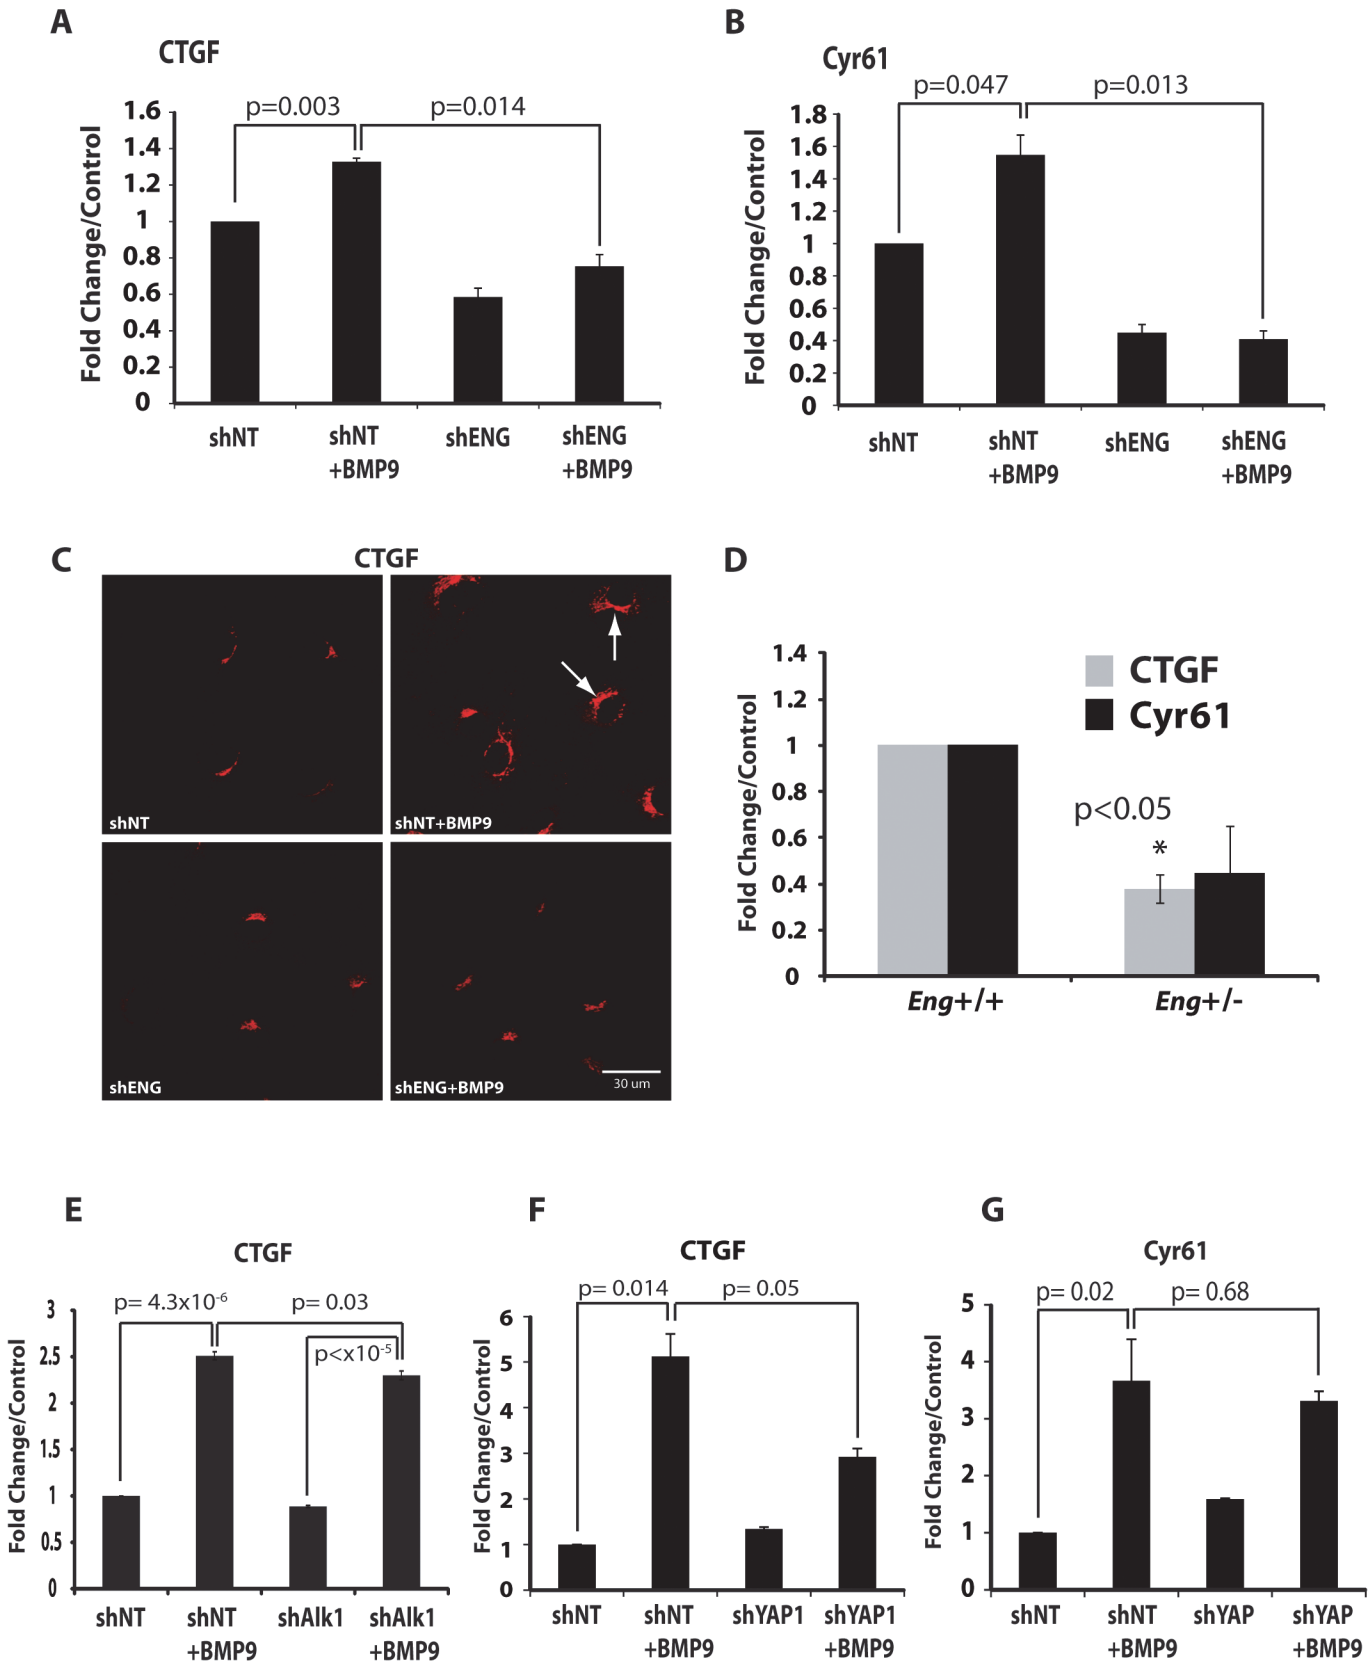 A
CTGF
p=0.003
p=0.014
Fold Change/Control
1.6
1.4
1.2
1
0.8
0.6
0.4
0.2
0
shNT
shNT
+BMP9
shENG
shENG
+BMP9
B
Cyr61
p=0.047
p=0.013
Fold Change/Control
1.8
1.6
1.4
1.2
1
0.8
0.6
0.4
0.2
0
shNT
shNT
+BMP9
shENG
shENG
+BMP9
C
CTGF
shNT
shNT+BMP9
shENG
shENG+BMP9
30 um
D
Fold Change/Control
1.4
1.2
1
0.8
0.6
0.4
0.2
0
CTGF
Cyr61
p<0.05
*
Eng+/+
Eng+/-
E
CTGF
p= 4.3x10-6
p= 0.03
p<x10-5
Fold Change/Control
3
2.5
2
1.5
1
0.5
0
shNT
shNT
+BMP9
shAlk1
shAlk1
+BMP9
F
CTGF
p= 0.014
p= 0.05
Fold Change/Control
6
5
4
3
2
1
0
shNT
shNT
+BMP9
shYAP1
shYAP1
+BMP9
G
Cyr61
p= 0.02
p= 0.68
Fold Change/Control
5
4
3
2
1
0
shNT
shNT
+BMP9
shYAP
shYAP
+BMP9